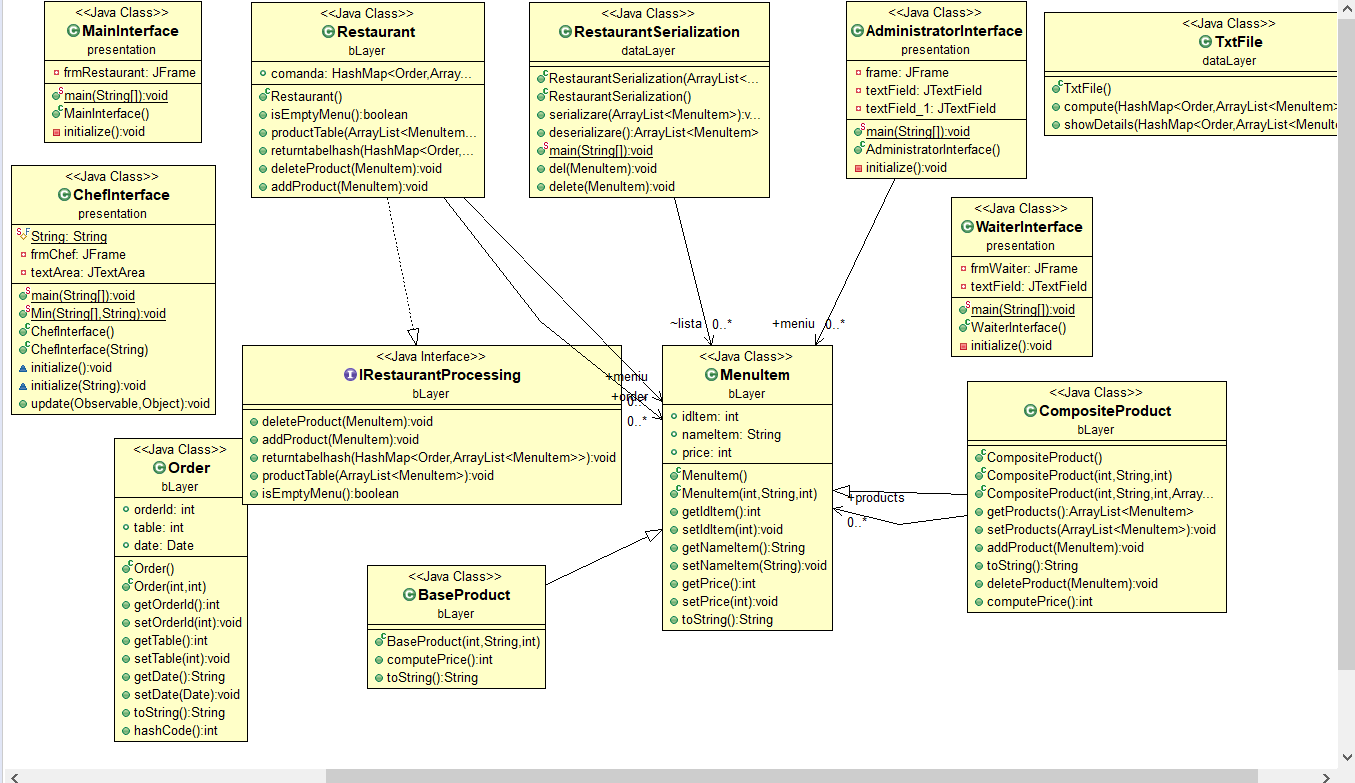 <<Java Class>>
MainInterface
presentation
frmRestaurant: JFrame
main(String[]):void
MainInterface()
initialize():void
<<Java Class>>
Restaurant
bLayer
comanda: HashMap<Order,Array...
Restaurant()
isEmptyMenu():boolean
productTable(ArrayList<MenuItem...
returntabelhash(HashMap<Order,...
deleteProduct(MenuItem):void
addProduct(MenuItem):void
<<Java Class>>
RestaurantSerialization
dataLayer
RestaurantSerialization(ArrayList<...
RestaurantSerialization()
serializare(ArrayList<MenuItem>):v...
deserializare():ArrayList<MenuItem>
main(String[]):void
del(MenuItem):void
delete(MenuItem):void
<<Java Class>>
AdministratorInterface
presentation
frame: JFrame
textField: JTextField
textField_1: JTextField
main(String[]):void
AdministratorInterface()
initialize():void
<<Java Class>>
TxtFile
dataLayer
TxtFile()
compute(HashMap<Order,ArrayList<MenuItem>
showDetails(HashMap<Order,ArrayList<MenuIt
<<Java Class>>
ChefInterface
presentation
String: String
frmChef: JFrame
textArea: JTextArea
main(String[]):void
Min(String[],String):void
ChefInterface()
ChefInterface(String)
initialize():void
initialize(String):void
update(Observable,Object):void
<<Java Class>>
WaiterInterface
presentation
frmWaiter: JFrame
textField: JTextField
main(String[]):void
WaiterInterface()
initialize():void
~lista 0..*
+meniu 0..*
<<Java Interface>>
IRestaurantProcessing
bLayer
deleteProduct(MenuItem):void
addProduct(MenuItem):void
returntabelhash(HashMap<Order,ArrayList<MenuItem>>):void
productTable(ArrayList<MenuItem>):void
isEmptyMenu():boolean
+meniu
+order
0..*
0..*
<<Java Class>>
MenuItem
bLayer
idItem: int
nameItem: String
price: int
MenuItem()
MenuItem(int,String,int)
getIdItem():int
setIdItem(int):void
getNameItem():String
setNameItem(String):void
getPrice():int
setPrice(int):void
toString():String
+products
0..*
<<Java Class>>
CompositeProduct
bLayer
CompositeProduct()
CompositeProduct(int,String,int)
CompositeProduct(int,String,int,Array...
getProducts():ArrayList<MenuItem>
setProducts(ArrayList<MenuItem>):void
addProduct(MenuItem):void
toString():String
deleteProduct(MenuItem):void
computePrice():int
<<Java Class>>
Order
bLayer
orderId: int
table: int
date: Date
Order()
Order(int,int)
getOrderId():int
setOrderId(int):void
getTable():int
setTable(int):void
getDate():String
setDate(Date):void
toString():String
hashCode():int
<<Java Class>>
BaseProduct
bLayer
BaseProduct(int,String,int)
computePrice():int
toString():String